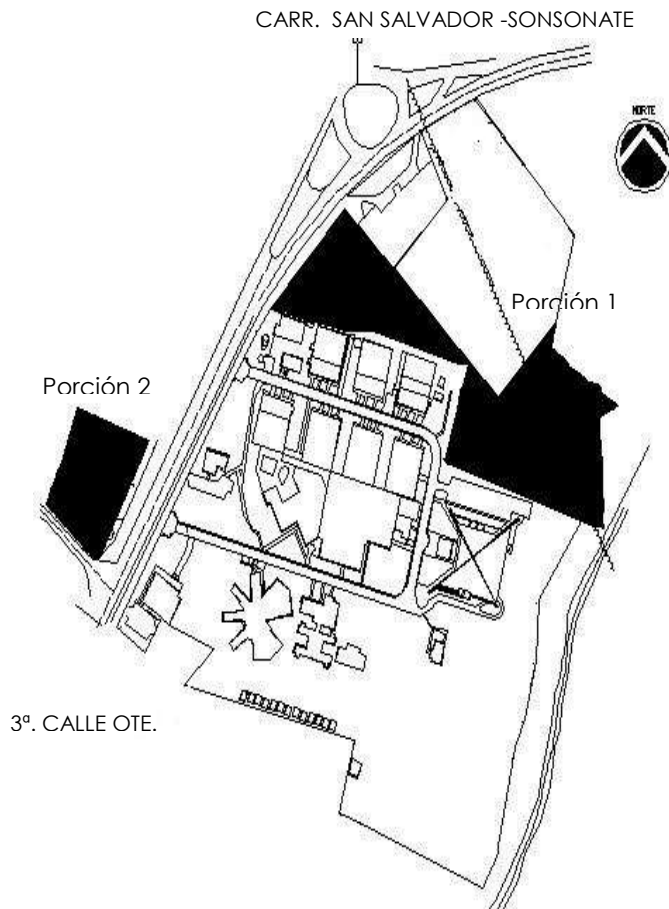 CARR. SAN SALVADOR -SONSONATE
NORTE
Porción 1
Porción 2
3ª. CALLE OTE.